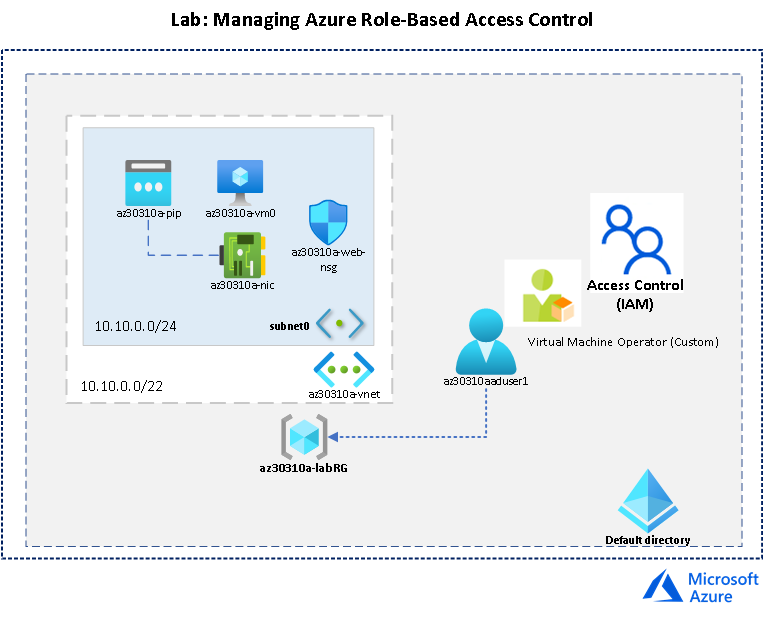 Lab: Managing Azure Role-Based Access Control
az30310a-pip
az30310a-vm0
az30310a-web-
nsg
az30310a-nic
10.10.0.0/24
subnet0
10.10.0.0/22
az30310a-vnet
az30310a-labRG
Access Control
(IAM)
Virtual Machine Operator (Custom)
az30310aaduser1
Default directory
Microsoft
Azure